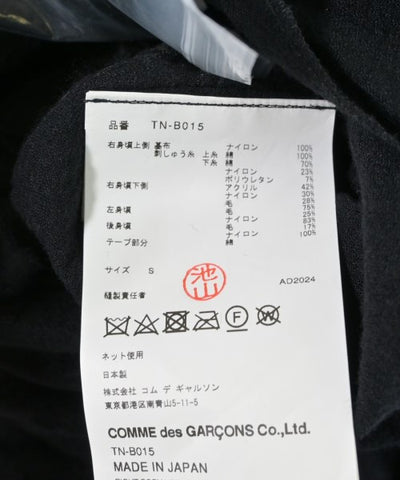 品番 TN-B015
右身頃上側 基布 ナイロン 100%
刺しゅう糸 上糸 綿 100%
下糸 綿 70%
ナイロン 23%
ポリウレタン 7%
右身頃下側 アクリル 42%
ナイロン 30%
毛 28%
左身頃 毛 75%
ナイロン 25%
後身頃 ナイロン 83%
毛 17%
テープ部分 綿 100%
サイズ S
池山
縫製責任者 AD2024
F W
ネット使用
日本製
株式会社 コム デ ギャルソン
東京都港区南青山5-11-5
COMME des GARÇONS Co.,Ltd.
TN-B015
MADE IN JAPAN